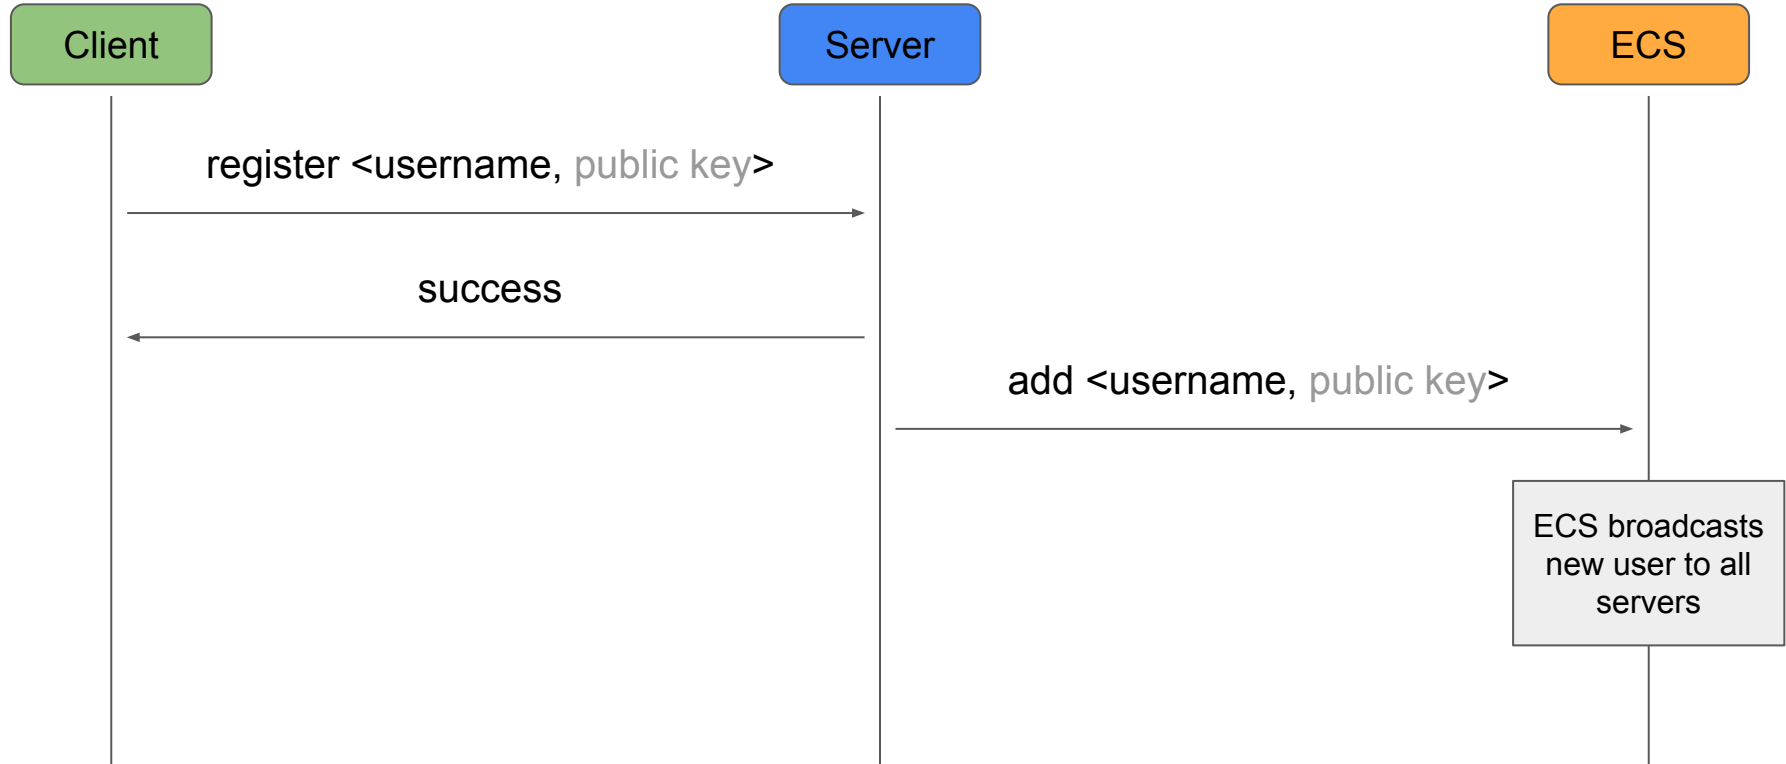 Client
Server
ECS
register <username, public key>
success
add <username, public key>
ECS broadcasts
new user to all
servers